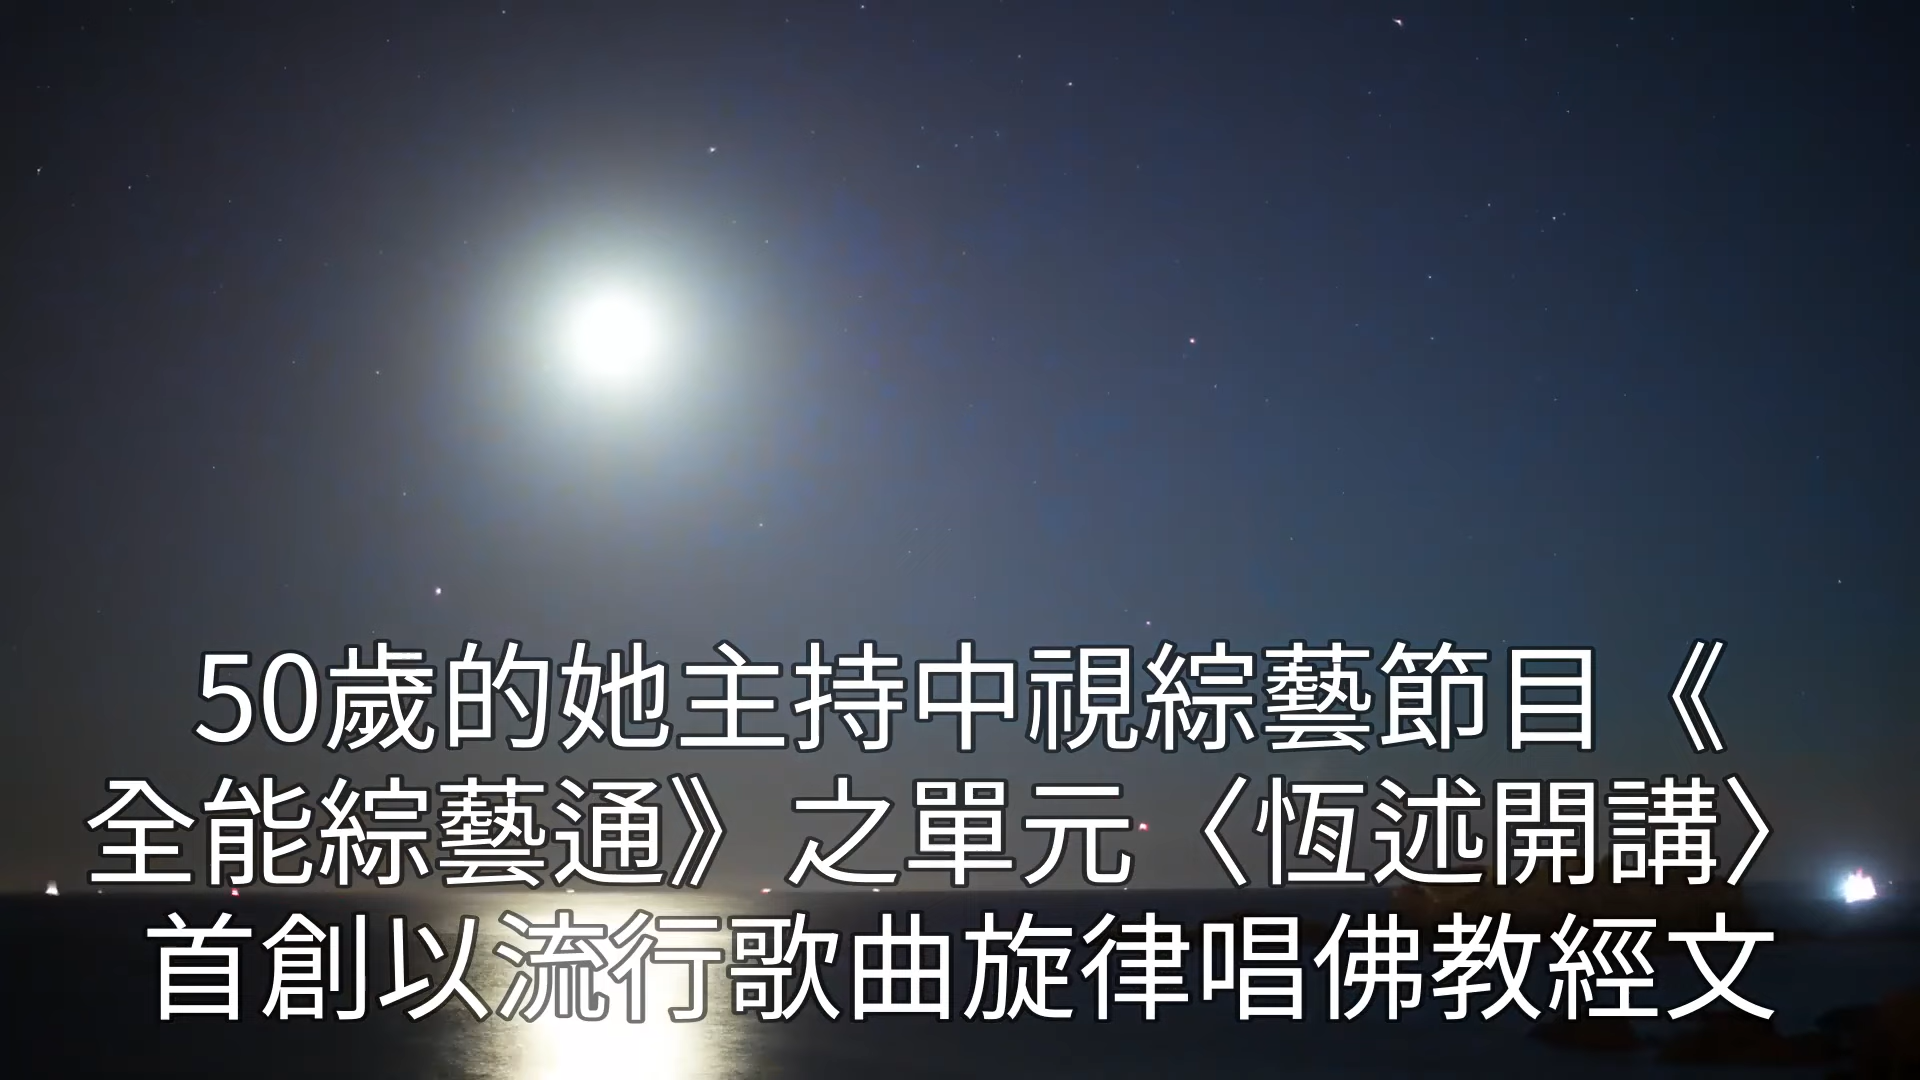 50歲的她主持中視綜藝節目《
全能綜藝通》之單元〈恆述開講〉
首創以流行歌曲旋律唱佛教經文